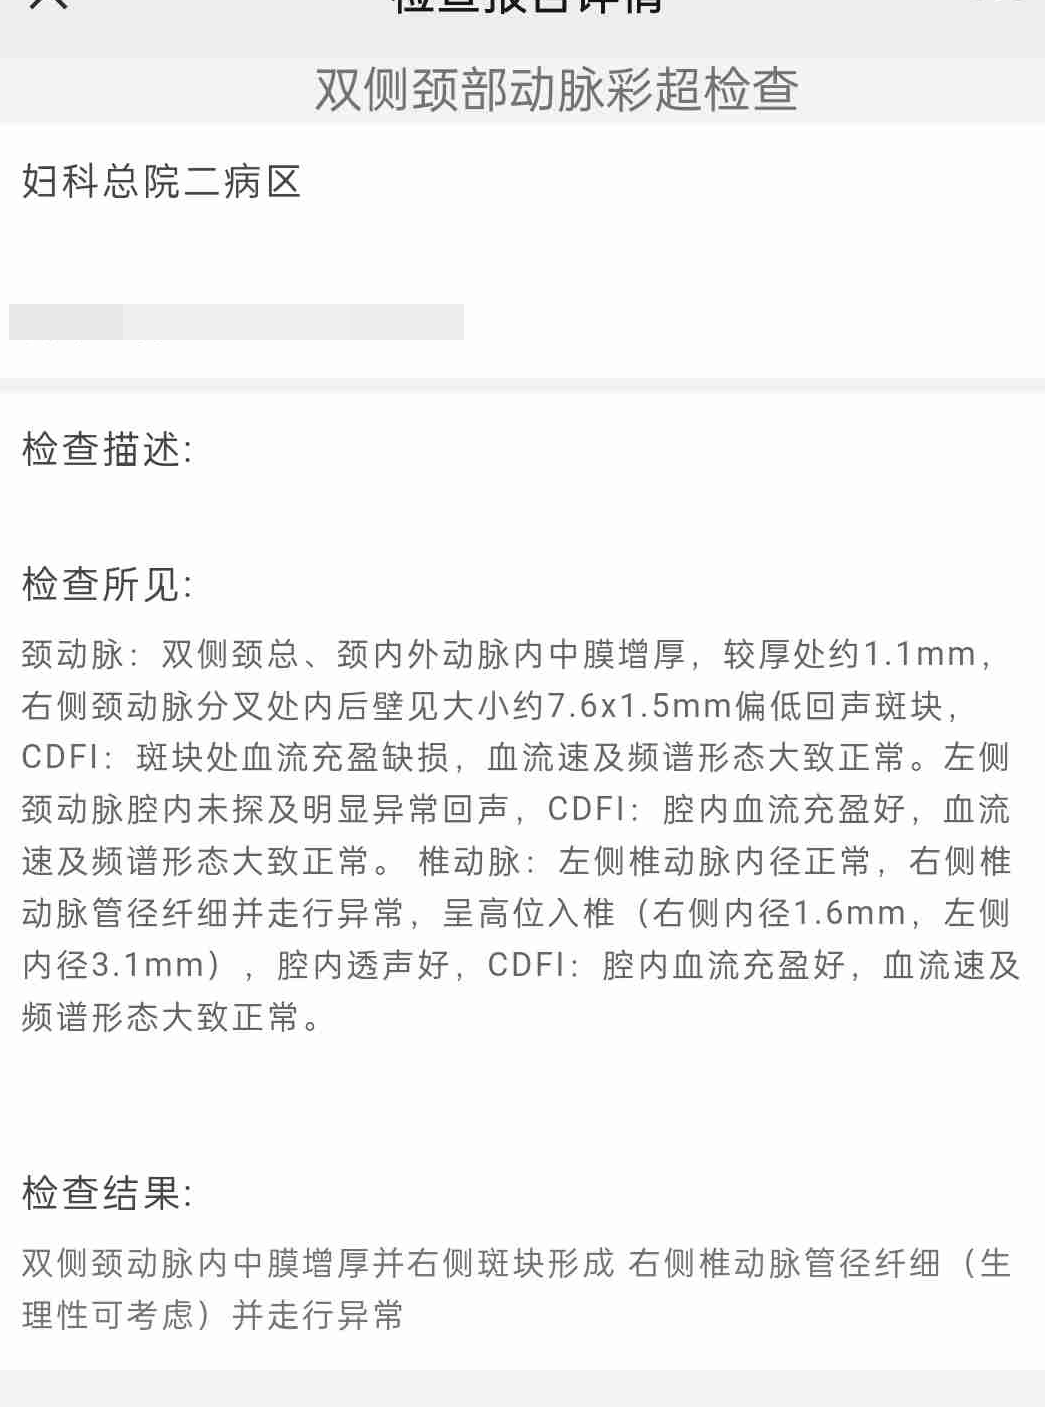 检查报告详情
双侧颈部动脉彩超检查
妇科总院二病区
检查描述:
检查所见:
颈动脉：双侧颈总、颈内外动脉内中膜增厚，较厚处约1.1mm，
右侧颈动脉分叉处内后壁见大小约7.6x1.5mm偏低回声斑块，
CDFI：斑块处血流充盈缺损，血流速及频谱形态大致正常。左侧
颈动脉腔内未探及明显异常回声，CDFI：腔内血流充盈好，血流
速及频谱形态大致正常。 椎动脉：左侧椎动脉内径正常，右侧椎
动脉管径纤细并走行异常，呈高位入椎（右侧内径1.6mm，左侧
内径3.1mm），腔内透声好，CDFI：腔内血流充盈好，血流速及
频谱形态大致正常。
检查结果:
双侧颈动脉内中膜增厚并右侧斑块形成 右侧椎动脉管径纤细（生
理性可考虑）并走行异常